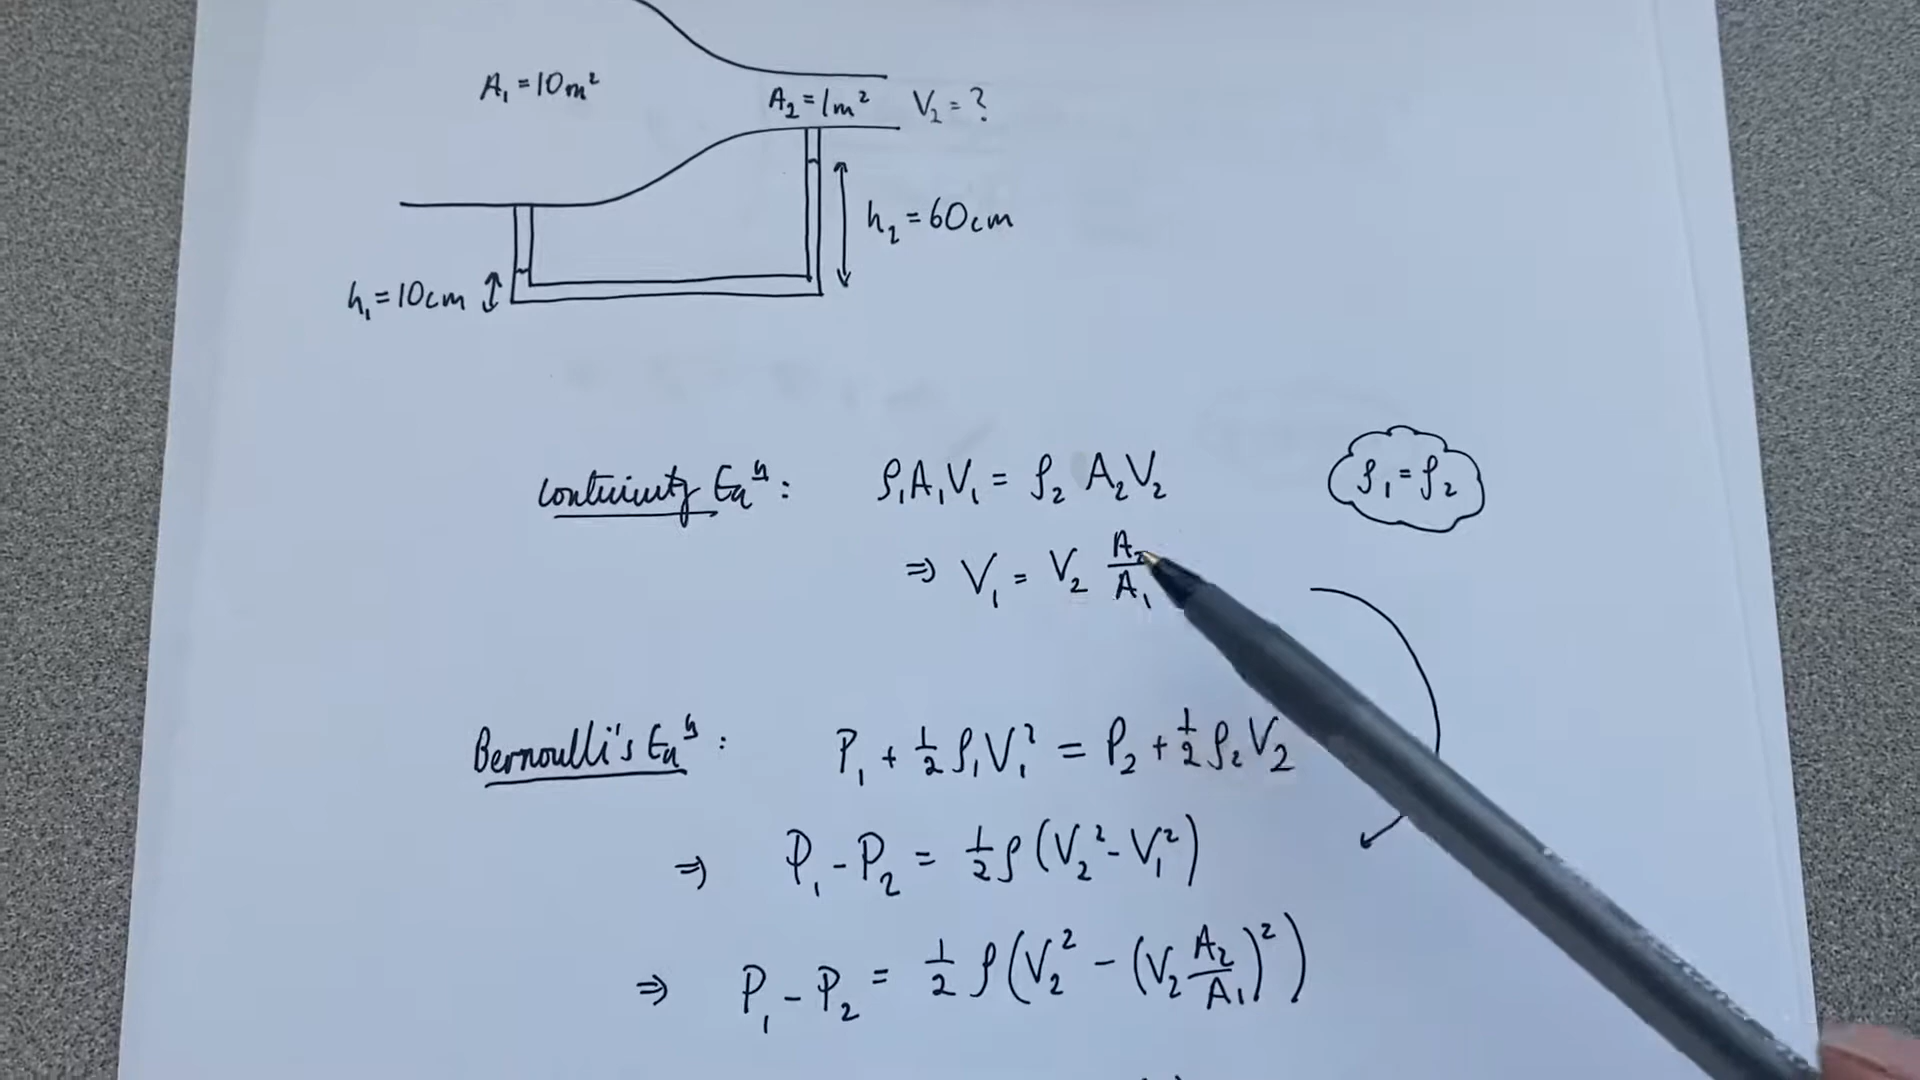 A₁ = 10m²
A₂ = 1m² V₂ = ?
h₂ = 60cm
h₁ = 10cm
Continuity Eqⁿ : ρ₁A₁V₁ = ρ₂ A₂V₂
ρ₁ = ρ₂
⇒ V₁ = V₂ A₂/A₁
Bernoulli's Eqⁿ : P₁ + ½ρ₁V₁² = P₂ + ½ρ₂V₂
⇒ P₁ - P₂ = ½ρ(V₂² - V₁²)
⇒ P₁ - P₂ = ½ρ(V₂² - (V₂ A₂/A₁)²)